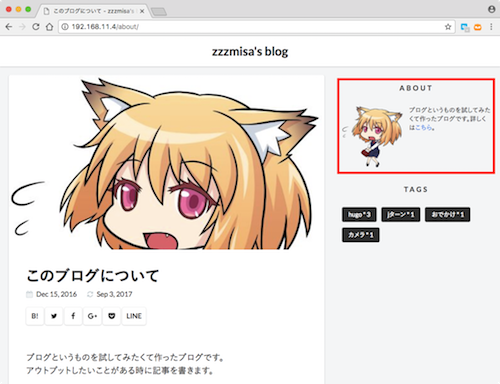 このブログについて - zzzmisa's
192.168.11.4/about/
zzzmisa's blog
このブログについて
Dec 15, 2016 Sep 3, 2017
B! G+ LINE
ブログというものを試してみたくて作ったブログです。
アウトプットしたいことがある時に記事を書きます。
ABOUT
ブログというものを試してみた
くて作ったブログです。詳しく
はこちら。
TAGS
hugo * 3 jターン * 1 おでかけ * 1
カメラ * 1